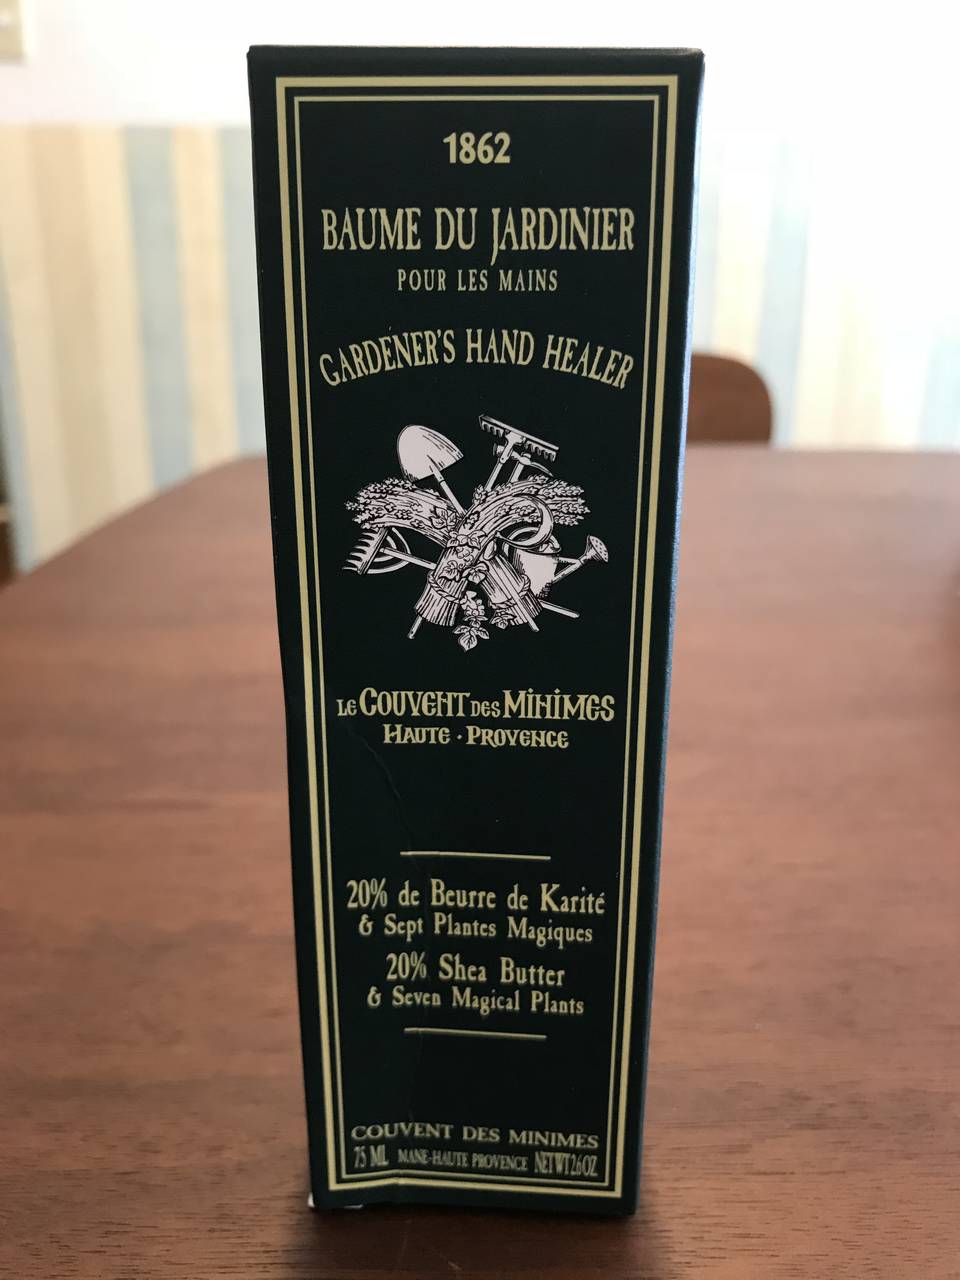 1862
BAUME DU JARDINIER
POUR LES MAINS
GARDENER'S HAND HEALER
LE COUVENT DES MINIMES
HAUTE · PROVENCE
20% de Beurre de Karité
& Sept Plantes Magiques
20% Shea Butter
& Seven Magical Plants
COUVENT DES MINIMES
75 ML MANE-HAUTE PROVENCE NET WT 2.6 OZ